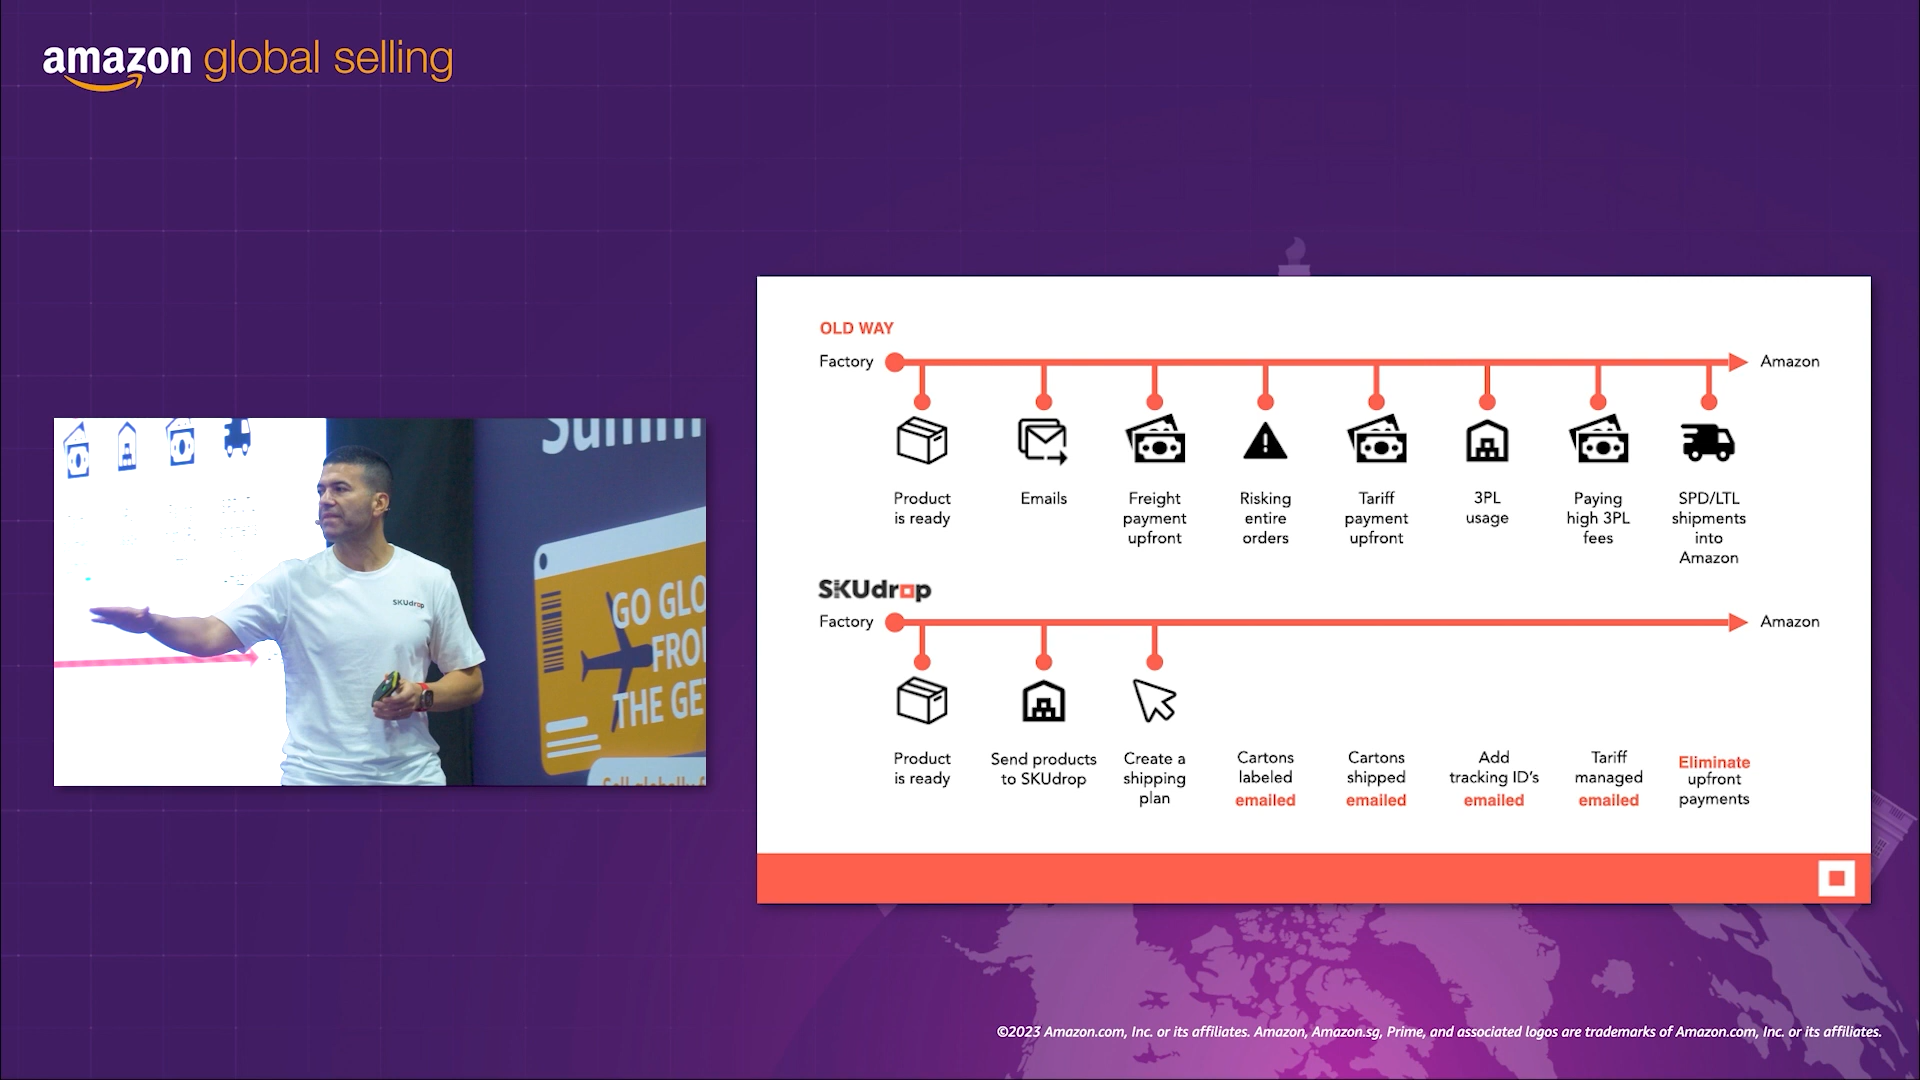 amazon global selling
OLD WAY
Factory
Amazon
Product
is ready
Emails
Freight
payment
upfront
Risking
entire
orders
Tariff
payment
upfront
3PL
usage
Paying
high 3PL
fees
SPD/LTL
shipments
into
Amazon
SKUdrop
Factory
Amazon
Product
is ready
Send products
to SKUdrop
Create a
shipping
plan
Cartons
labeled
emailed
Cartons
shipped
emailed
Add
tracking ID's
emailed
Tariff
managed
emailed
Eliminate
upfront
payments
SKUdrop
GO GLO
FRO
THE GE
©2023 Amazon.com, Inc. or its affiliates. Amazon, Amazon.sg, Prime, and associated logos are trademarks of Amazon.com, Inc. or its affiliates.